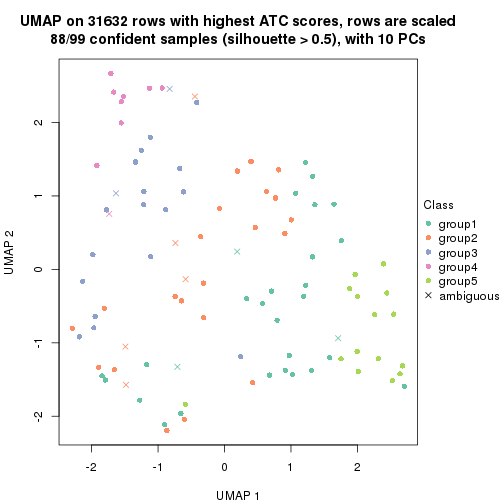 UMAP on 31632 rows with highest ATC scores, rows are scaled
88/99 confident samples (silhouette > 0.5), with 10 PCs
2
1
0
-1
-2
UMAP 2
-2
-1
0
1
2
UMAP 1
Class
group1
group2
group3
group4
group5
ambiguous